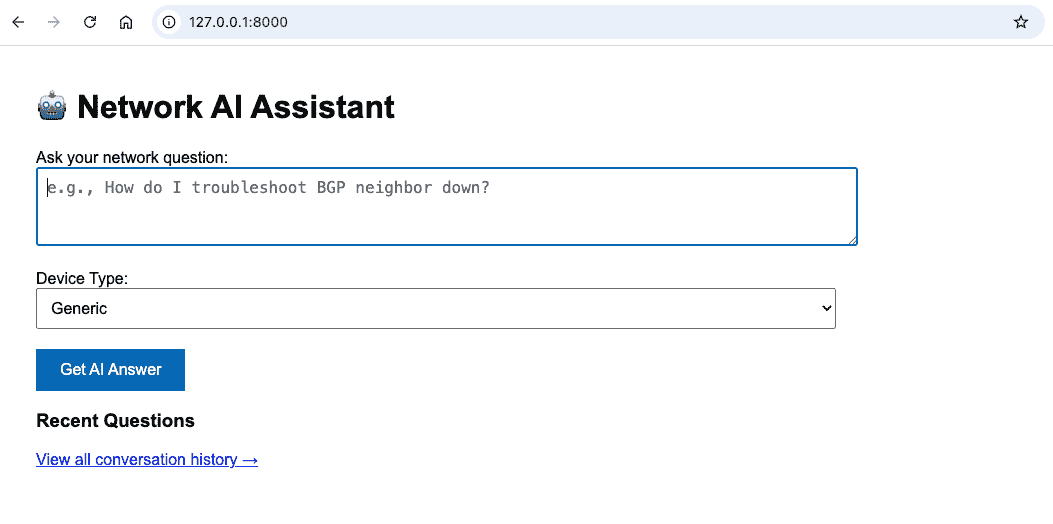 127.0.0.1:8000
🤖 Network AI Assistant
Ask your network question:
e.g., How do I troubleshoot BGP neighbor down?
Device Type:
Generic
Get AI Answer
Recent Questions
View all conversation history →